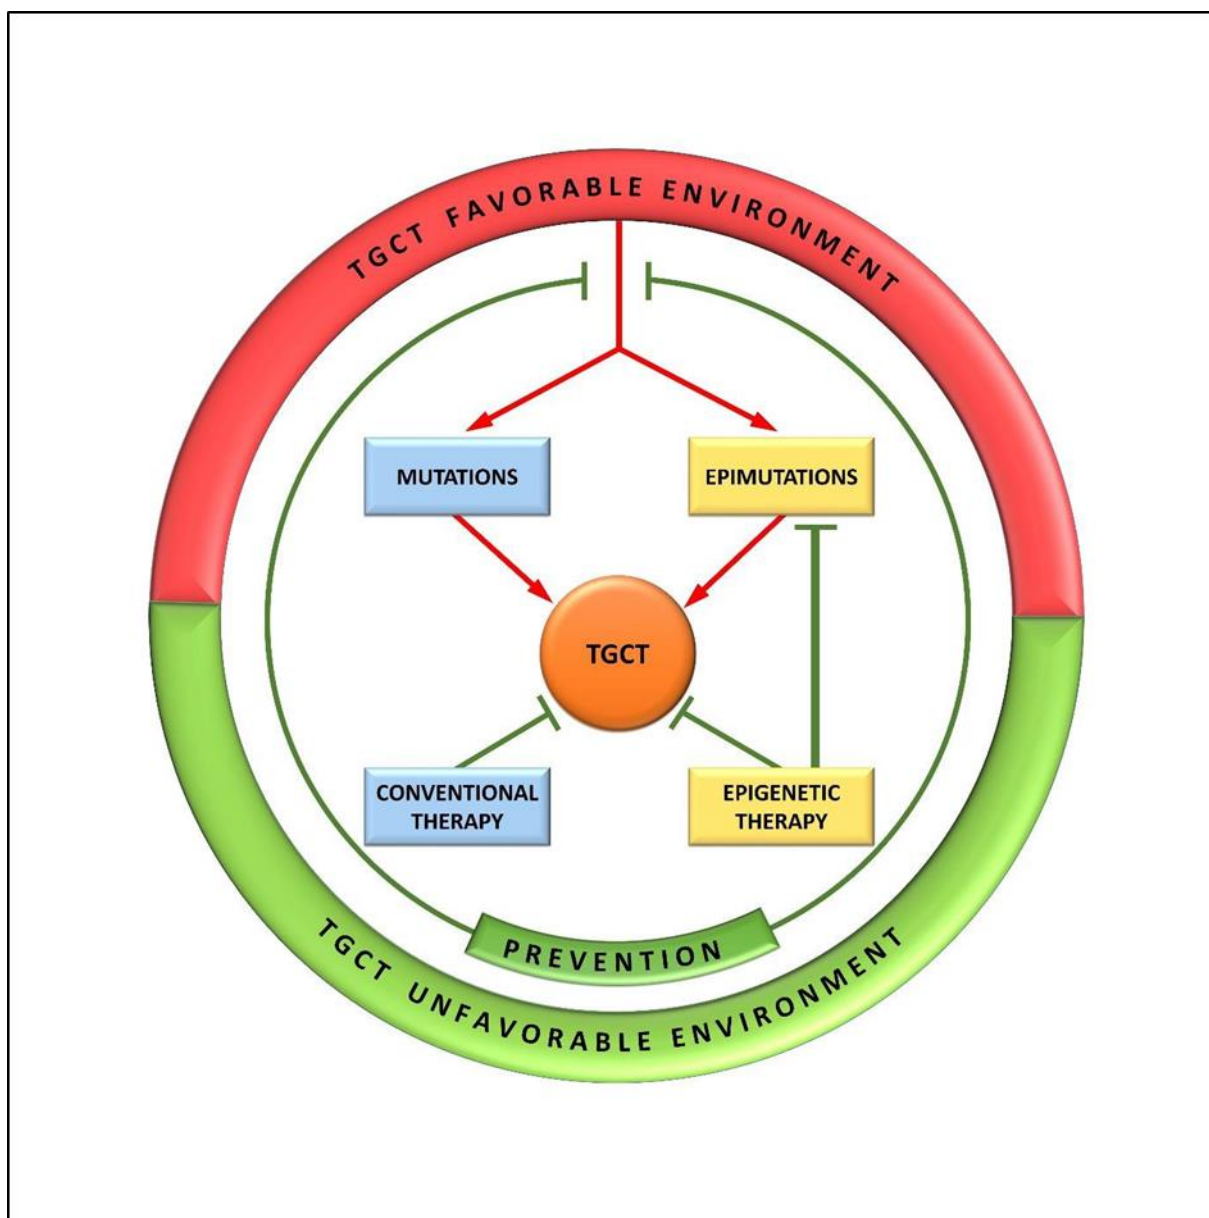 TGCT FAVORABLE ENVIRONMENT
MUTATIONS
EPIMUTATIONS
TGCT
CONVENTIONAL
THERAPY
EPIGENETIC
THERAPY
PREVENTION
TGCT UNFAVORABLE ENVIRONMENT